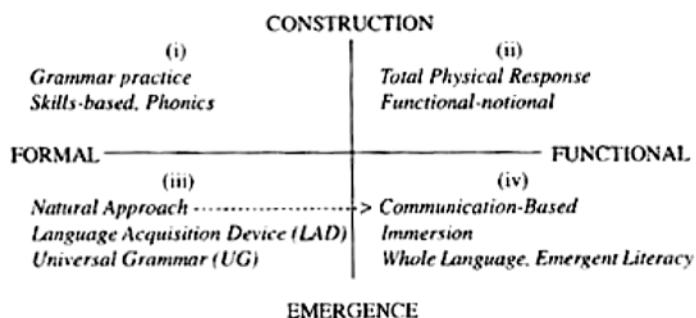 CONSTRUCTION
(i)
Grammar practice
Skills-based, Phonics
(ii)
Total Physical Response
Functional-notional
FORMAL
FUNCTIONAL
(iii)
Natural Approach
Language Acquisition Device (LAD)
Universal Grammar (UG)
(iv)
Communication-Based
Immersion
Whole Language, Emergent Literacy
EMERGENCE